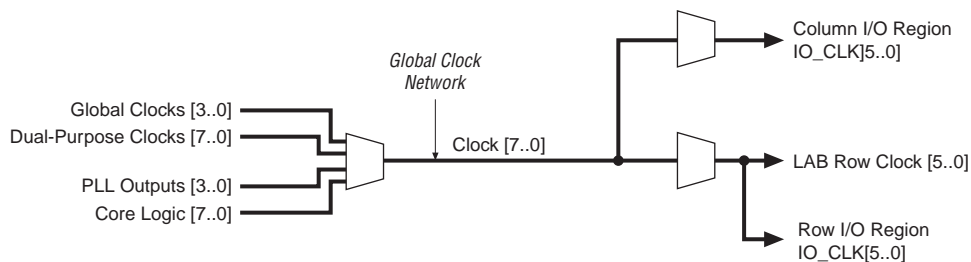 Column I/O Region
IO_CLK]5..0]
Global Clock
Network
Global Clocks [3..0]
Dual-Purpose Clocks [7..0]
Clock [7..0]
PLL Outputs [3..0]
Core Logic [7..0]
LAB Row Clock [5..0]
Row I/O Region
IO_CLK[5..0]